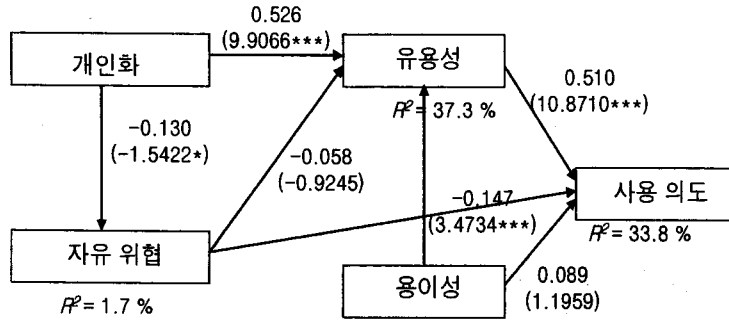 0.526
(9.9066***)
개인화
유용성
R² = 37.3 %
0.510
(10.8710***)
-0.130
(-1.5422*)
-0.058
(-0.9245)
-0.147
(3.4734***)
사용 의도
R² = 33.8 %
자유 위협
R² = 1.7 %
용이성
0.089
(1.1959)